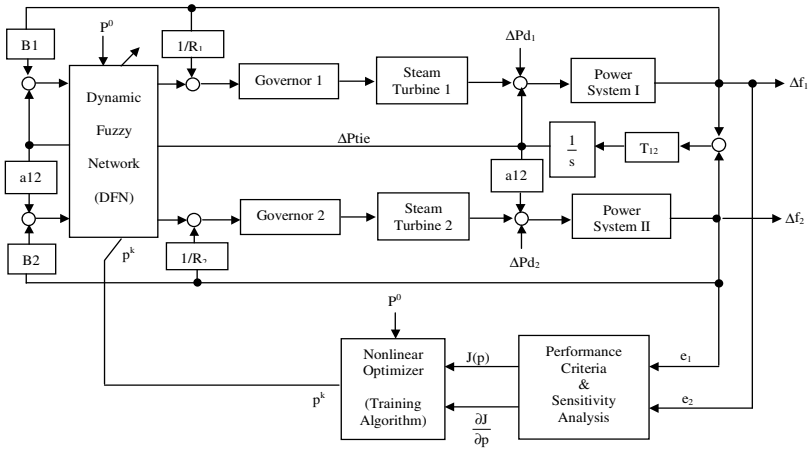 B1
P⁰
1/R₁
Governor 1
Steam
Turbine 1
ΔPd₁
Power
System I
Δf₁
Dynamic
Fuzzy
Network
(DFN)
ΔPtie
1
s
T₁₂
a12
a12
Governor 2
Steam
Turbine 2
Power
System II
Δf₂
B2
1/R₂
ΔPd₂
pᵏ
P⁰
Nonlinear
Optimizer
(Training
Algorithm)
J(p)
∂J
∂p
Performance
Criteria
&
Sensitivity
Analysis
e₁
e₂
pᵏ